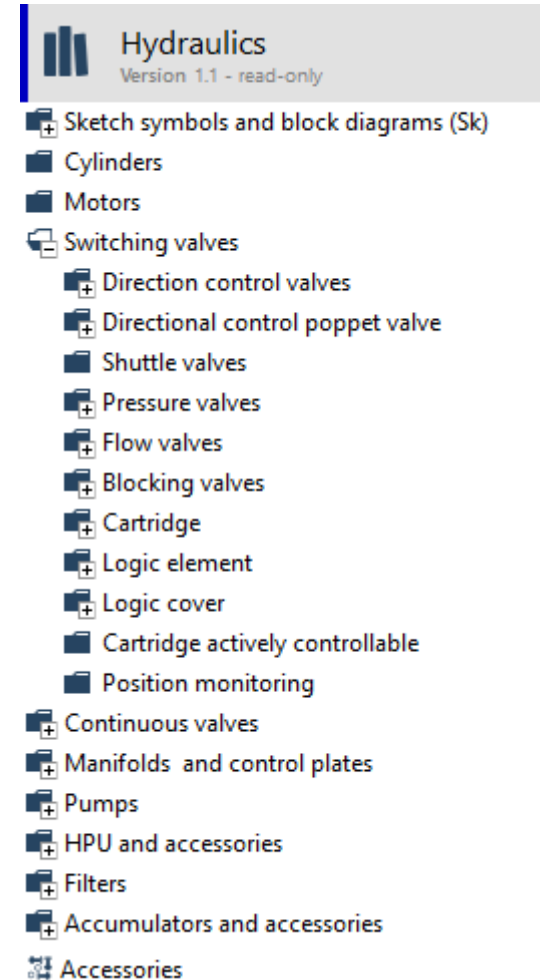 Hydraulics
Version 1.1 - read-only
Sketch symbols and block diagrams (Sk)
Cylinders
Motors
Switching valves
Direction control valves
Directional control poppet valve
Shuttle valves
Pressure valves
Flow valves
Blocking valves
Cartridge
Logic element
Logic cover
Cartridge actively controllable
Position monitoring
Continuous valves
Manifolds  and control plates
Pumps
HPU and accessories
Filters
Accumulators and accessories
Accessories